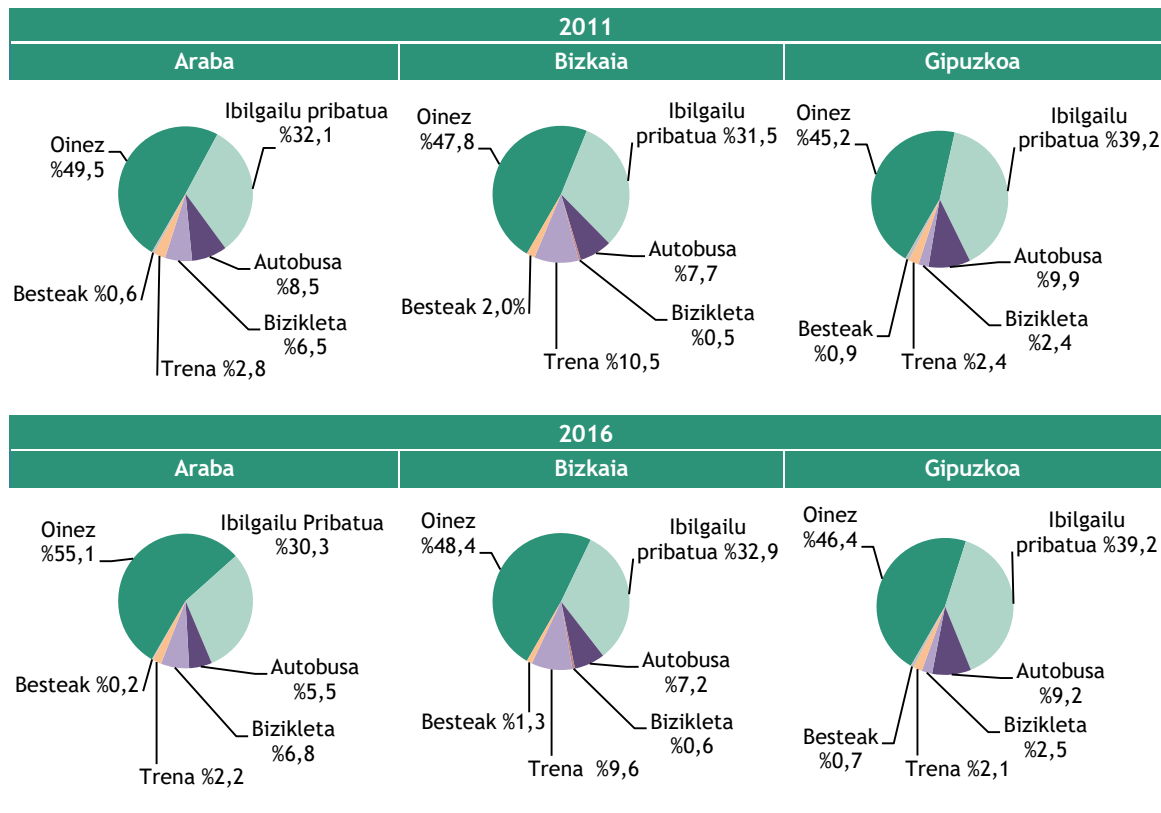 2011
Araba
Bizkaia
Gipuzkoa
Oinez
%49,5
Ibilgailu pribatua
%32,1
Autobusa
%8,5
Bizikleta
%6,5
Trena %2,8
Besteak %0,6
Oinez
%47,8
Ibilgailu
pribatua %31,5
Autobusa
%7,7
Bizikleta
%0,5
Trena %10,5
Besteak 2,0%
Oinez
%45,2
Ibilgailu
pribatua %39,2
Autobusa
%9,9
Bizikleta
%2,4
Trena %2,4
Besteak
%0,9
2016
Araba
Bizkaia
Gipuzkoa
Oinez
%55,1
Ibilgailu Pribatua
%30,3
Autobusa
%5,5
Bizikleta
%6,8
Trena %2,2
Besteak %0,2
Oinez
%48,4
Ibilgailu
pribatua %32,9
Autobusa
%7,2
Bizikleta
%0,6
Trena %9,6
Besteak %1,3
Oinez
%46,4
Ibilgailu
pribatua %39,2
Autobusa
%9,2
Bizikleta
%2,5
Trena %2,1
Besteak
%0,7